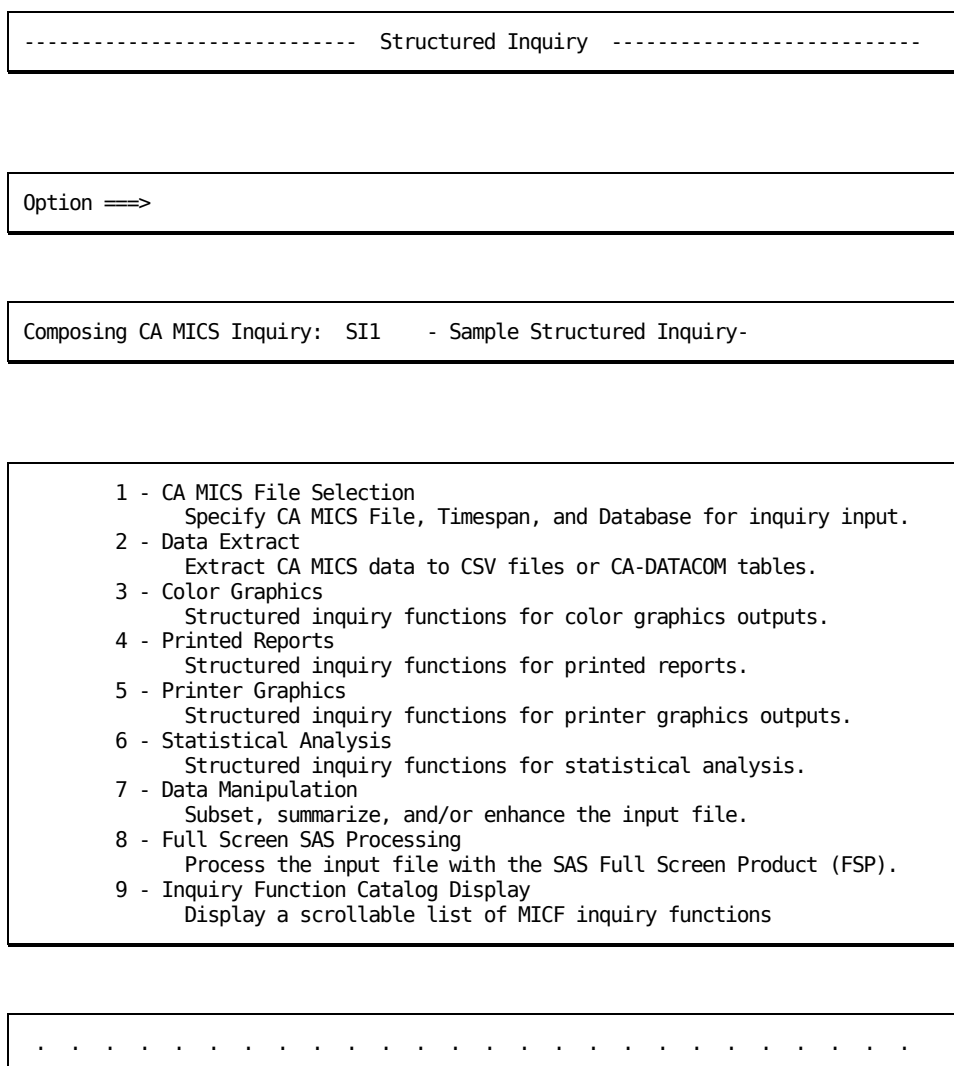 ----------------------------- Structured Inquiry ---------------------------
Option ===>
Composing CA MICS Inquiry:  SI1    - Sample Structured Inquiry-
1 - CA MICS File Selection
Specify CA MICS File, Timespan, and Database for inquiry input.
2 - Data Extract
Extract CA MICS data to CSV files or CA-DATACOM tables.
3 - Color Graphics
Structured inquiry functions for color graphics outputs.
4 - Printed Reports
Structured inquiry functions for printed reports.
5 - Printer Graphics
Structured inquiry functions for printer graphics outputs.
6 - Statistical Analysis
Structured inquiry functions for statistical analysis.
7 - Data Manipulation
Subset, summarize, and/or enhance the input file.
8 - Full Screen SAS Processing
Process the input file with the SAS Full Screen Product (FSP).
9 - Inquiry Function Catalog Display
Display a scrollable list of MICF inquiry functions
. . . . . . . . . . . . . . . . . . . . . . . . . .